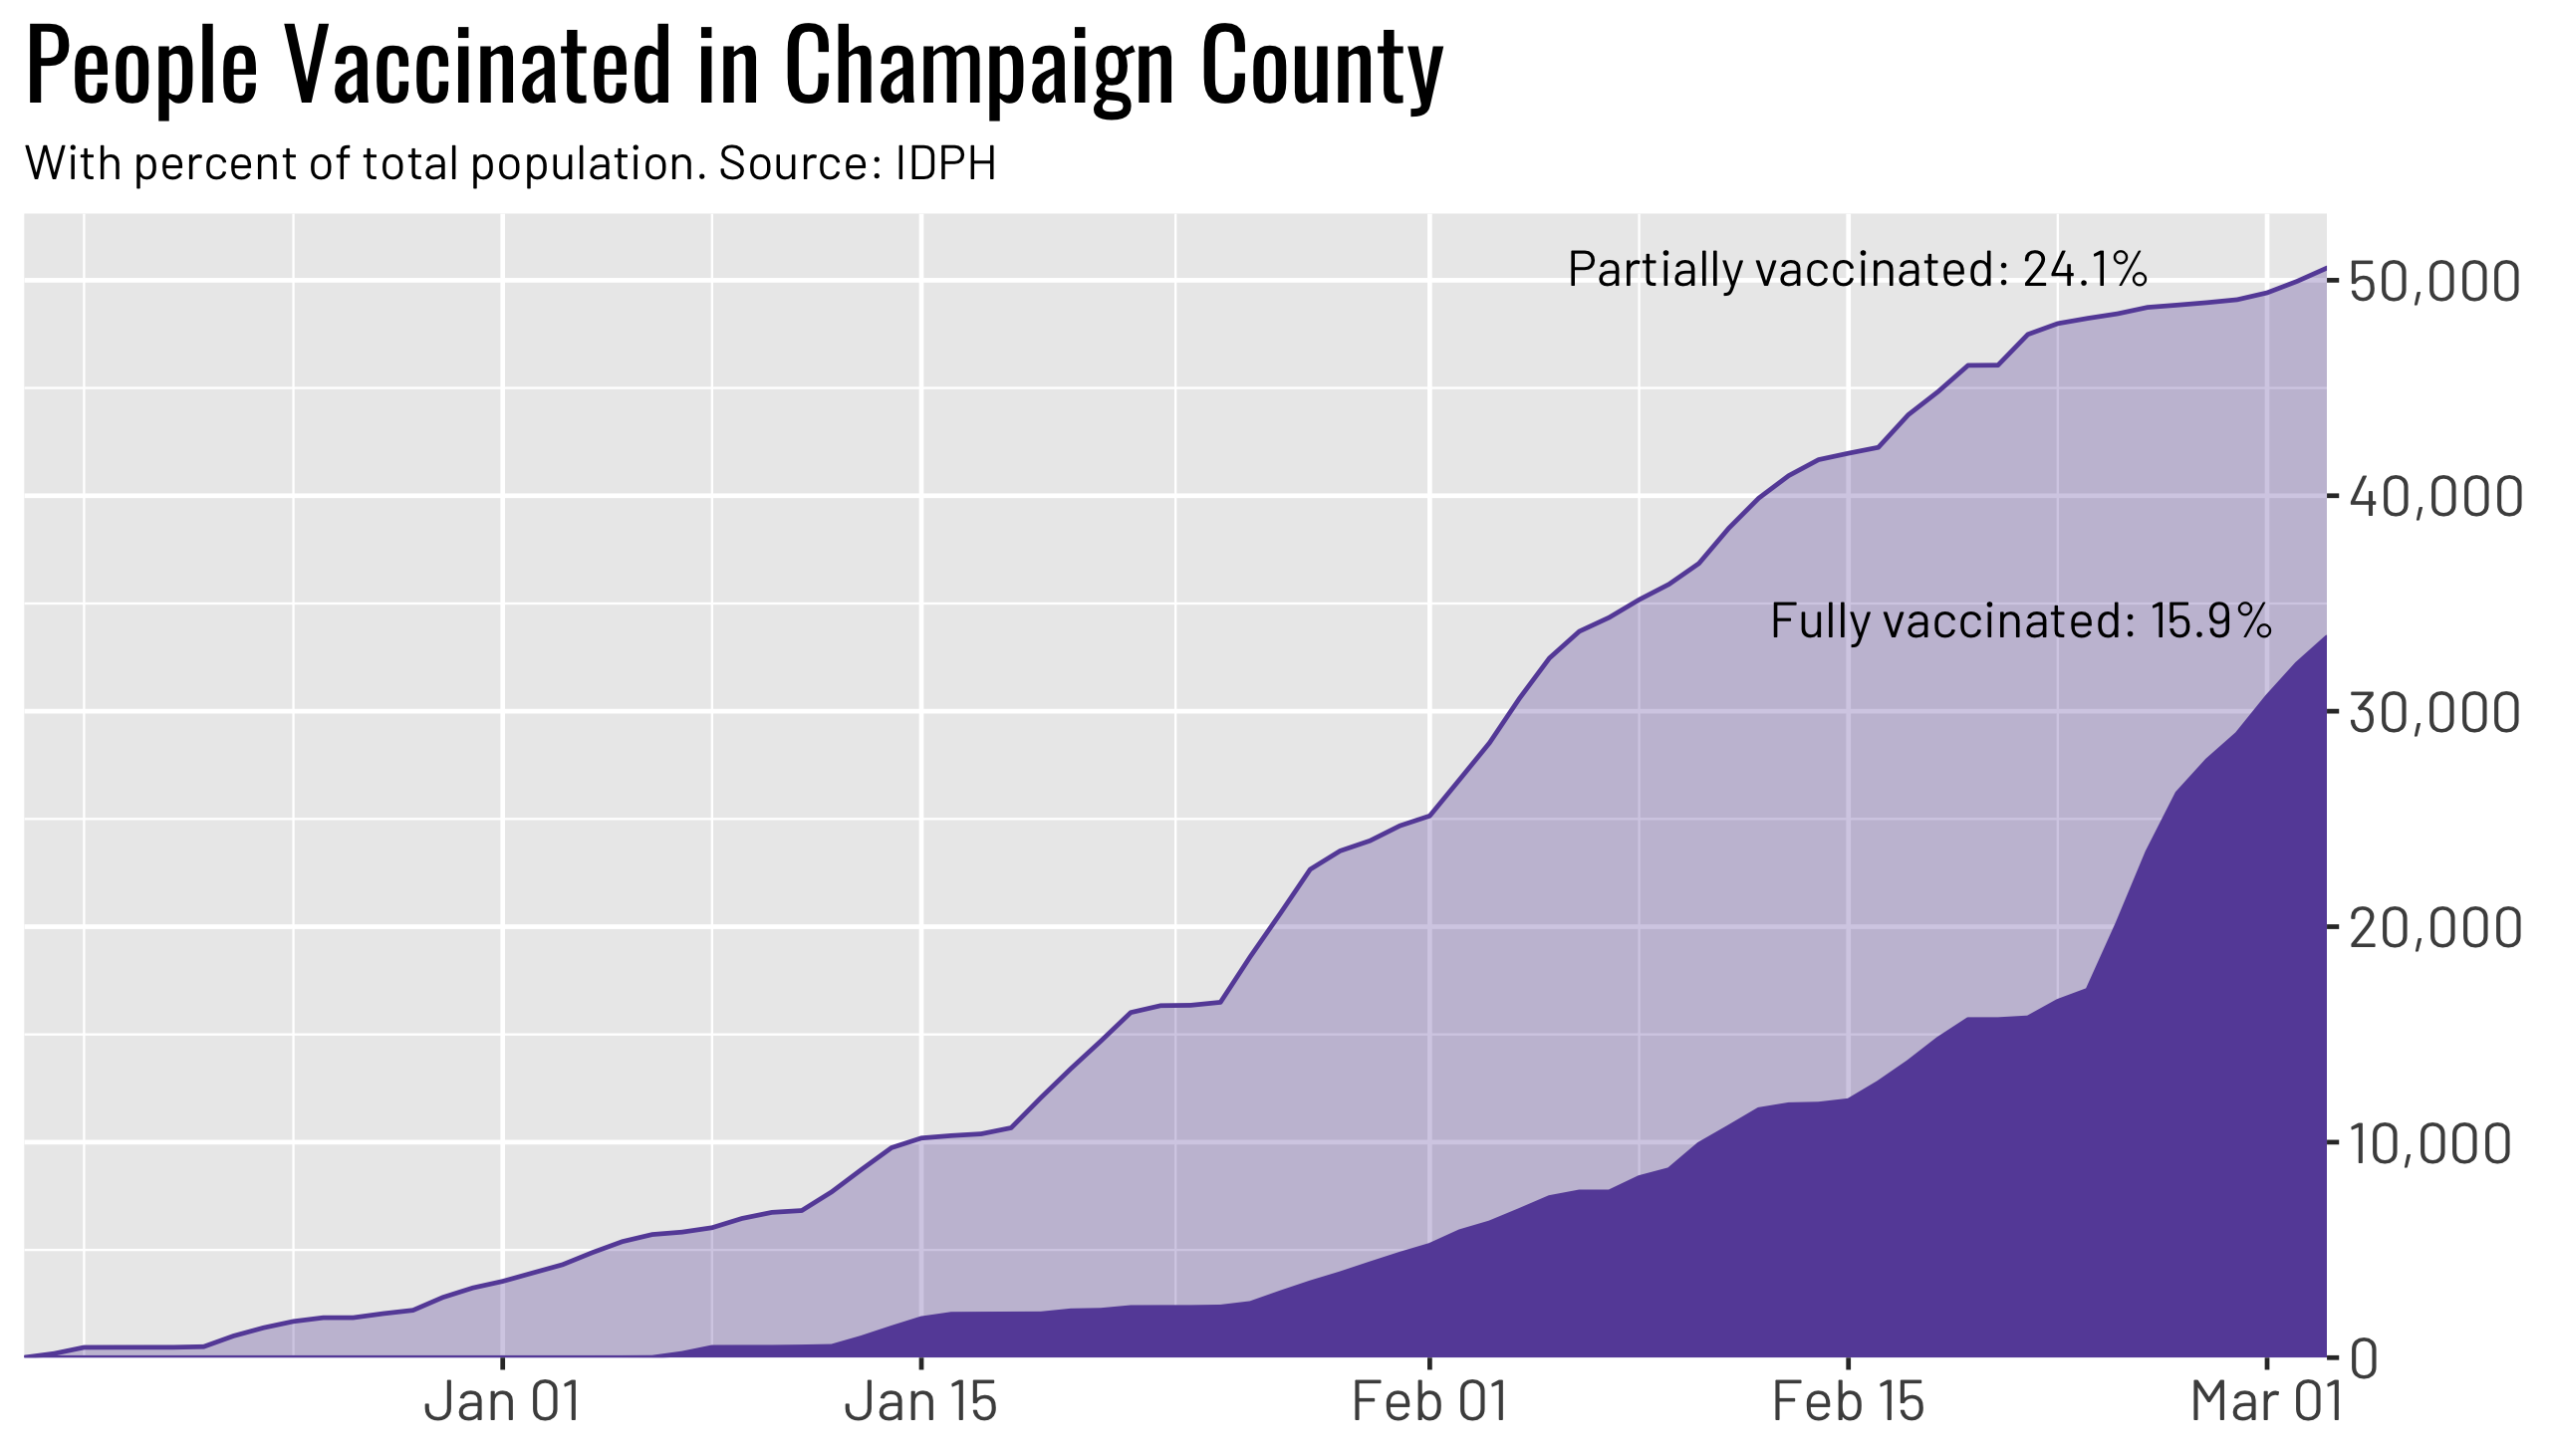 People Vaccinated in Champaign County
With percent of total population. Source: IDPH
Partially vaccinated: 24.1%
50,000
40,000
Fully vaccinated: 15.9%
30,000
20,000
10,000
0
Jan 01 Jan 15 Feb 01 Feb 15 Mar 01